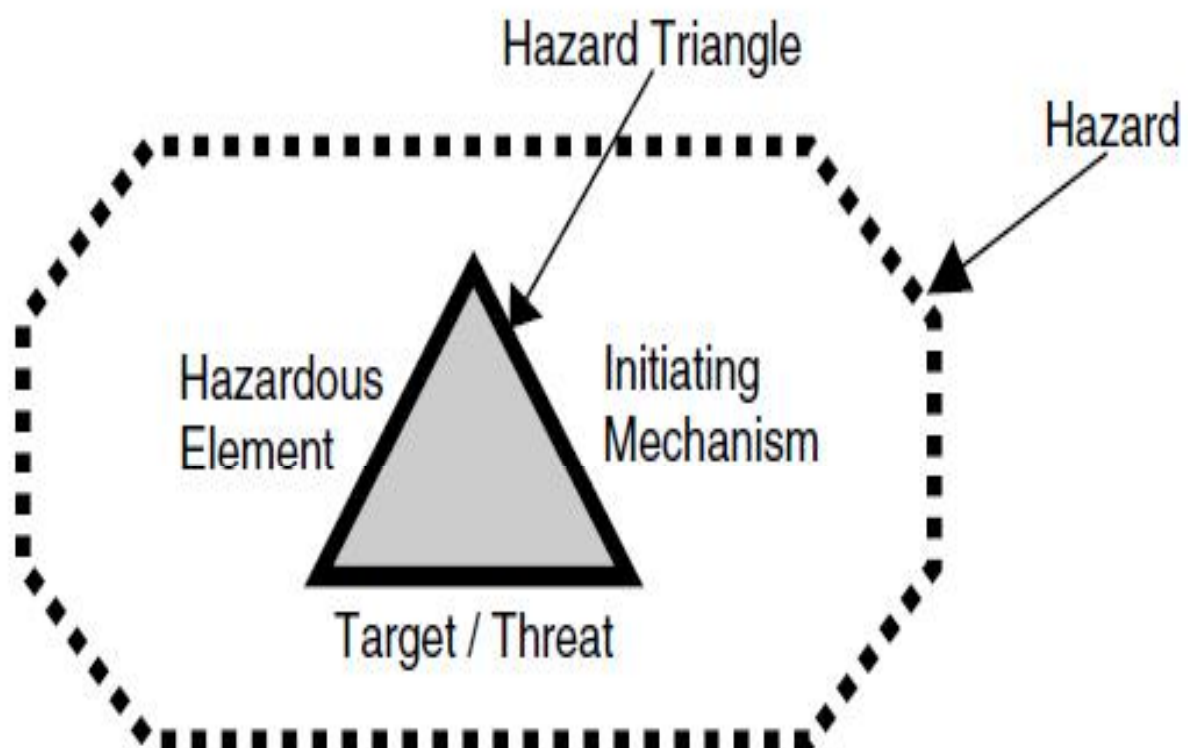 Hazard Triangle
Hazard
Hazardous
Element
Initiating
Mechanism
Target / Threat